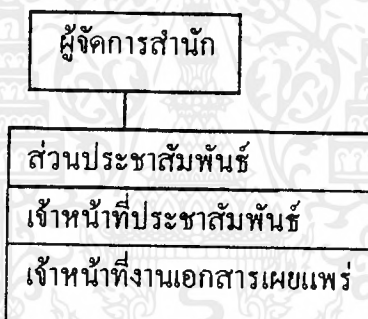 ผู้จัดการสำนัก
ส่วนประชาสัมพันธ์
เจ้าหน้าที่ประชาสัมพันธ์
เจ้าหน้าที่งานเอกสารเผยแพร่